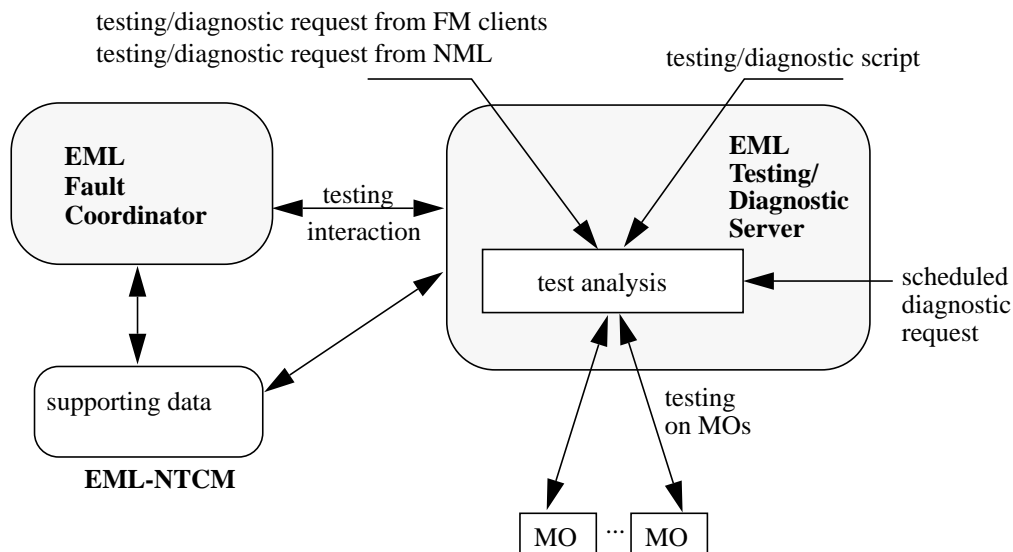 testing/diagnostic request from FM clients
testing/diagnostic request from NML
testing/diagnostic script
EML
Fault
Coordinator
testing
interaction
EML
Testing/
Diagnostic
Server
test analysis
scheduled
diagnostic
request
supporting data
EML-NTCM
testing
on MOs
MO ... MO